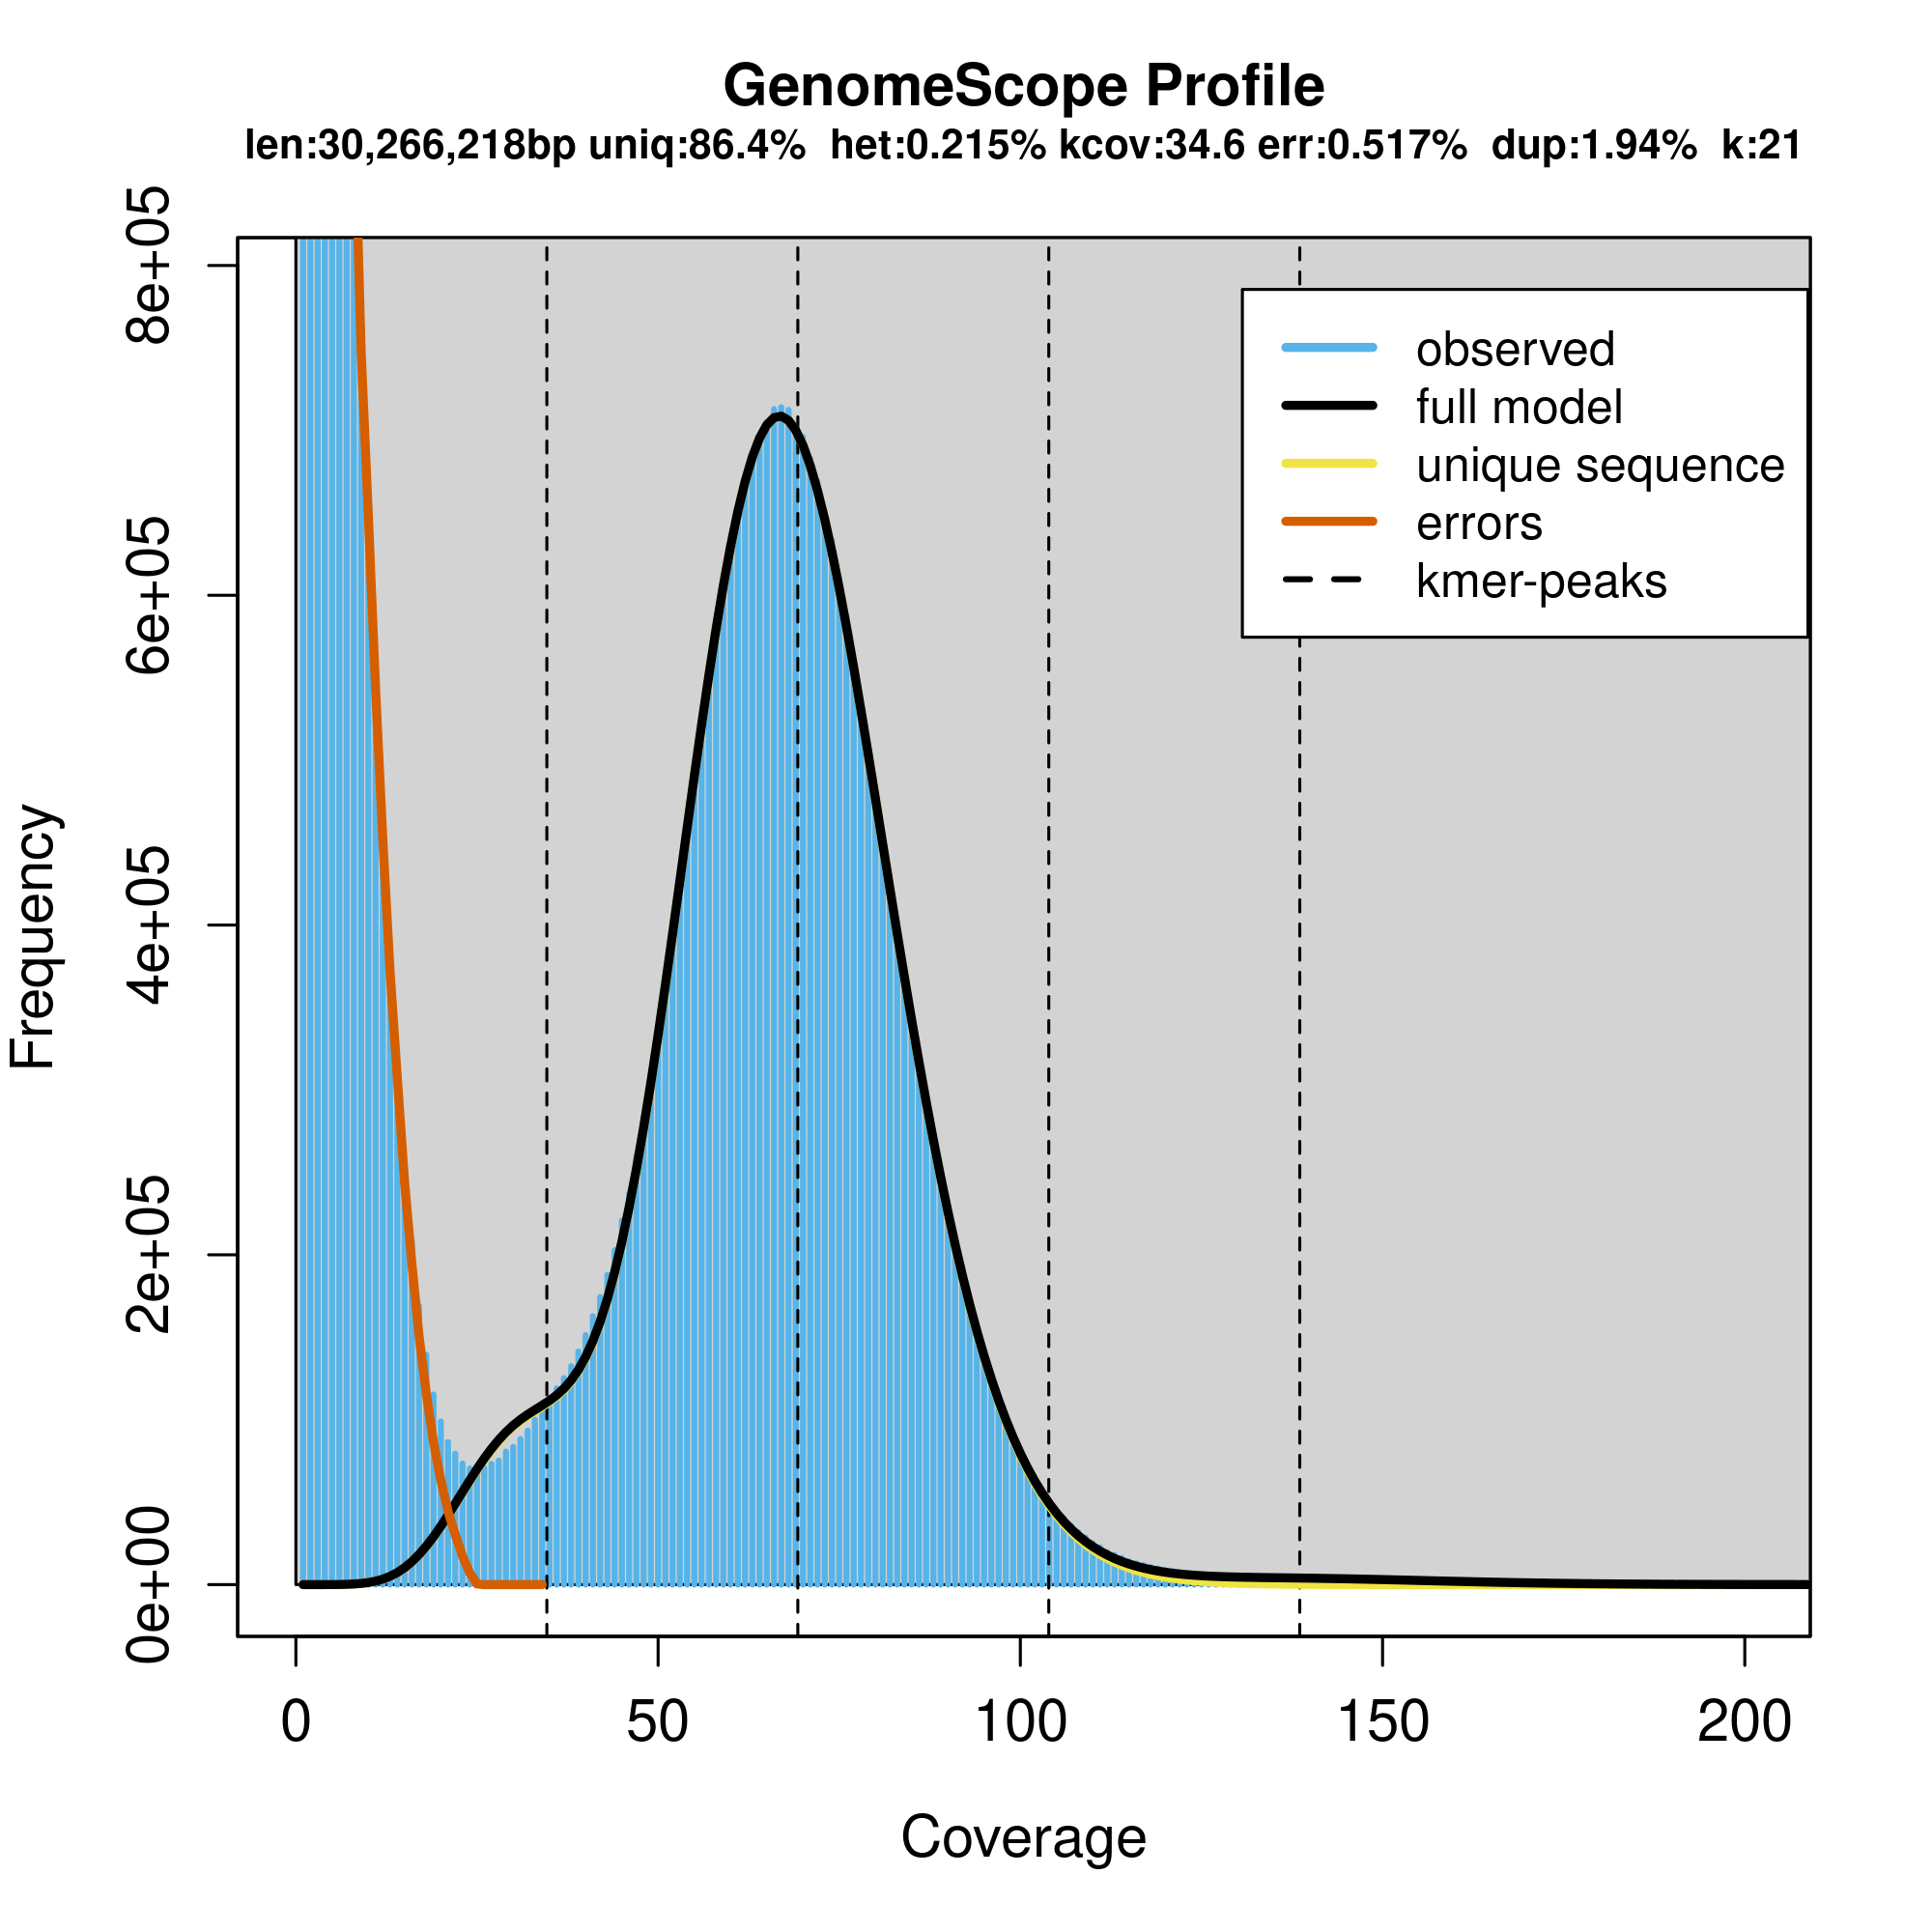 GenomeScope Profile
len:30,266,218bp uniq:86.4% het:0.215% kcov:34.6 err:0.517% dup:1.94% k:21
observed
full model
unique sequence
errors
kmer-peaks
Frequency
8e+05
6e+05
4e+05
2e+05
0e+00
0 50 100 150 200
Coverage